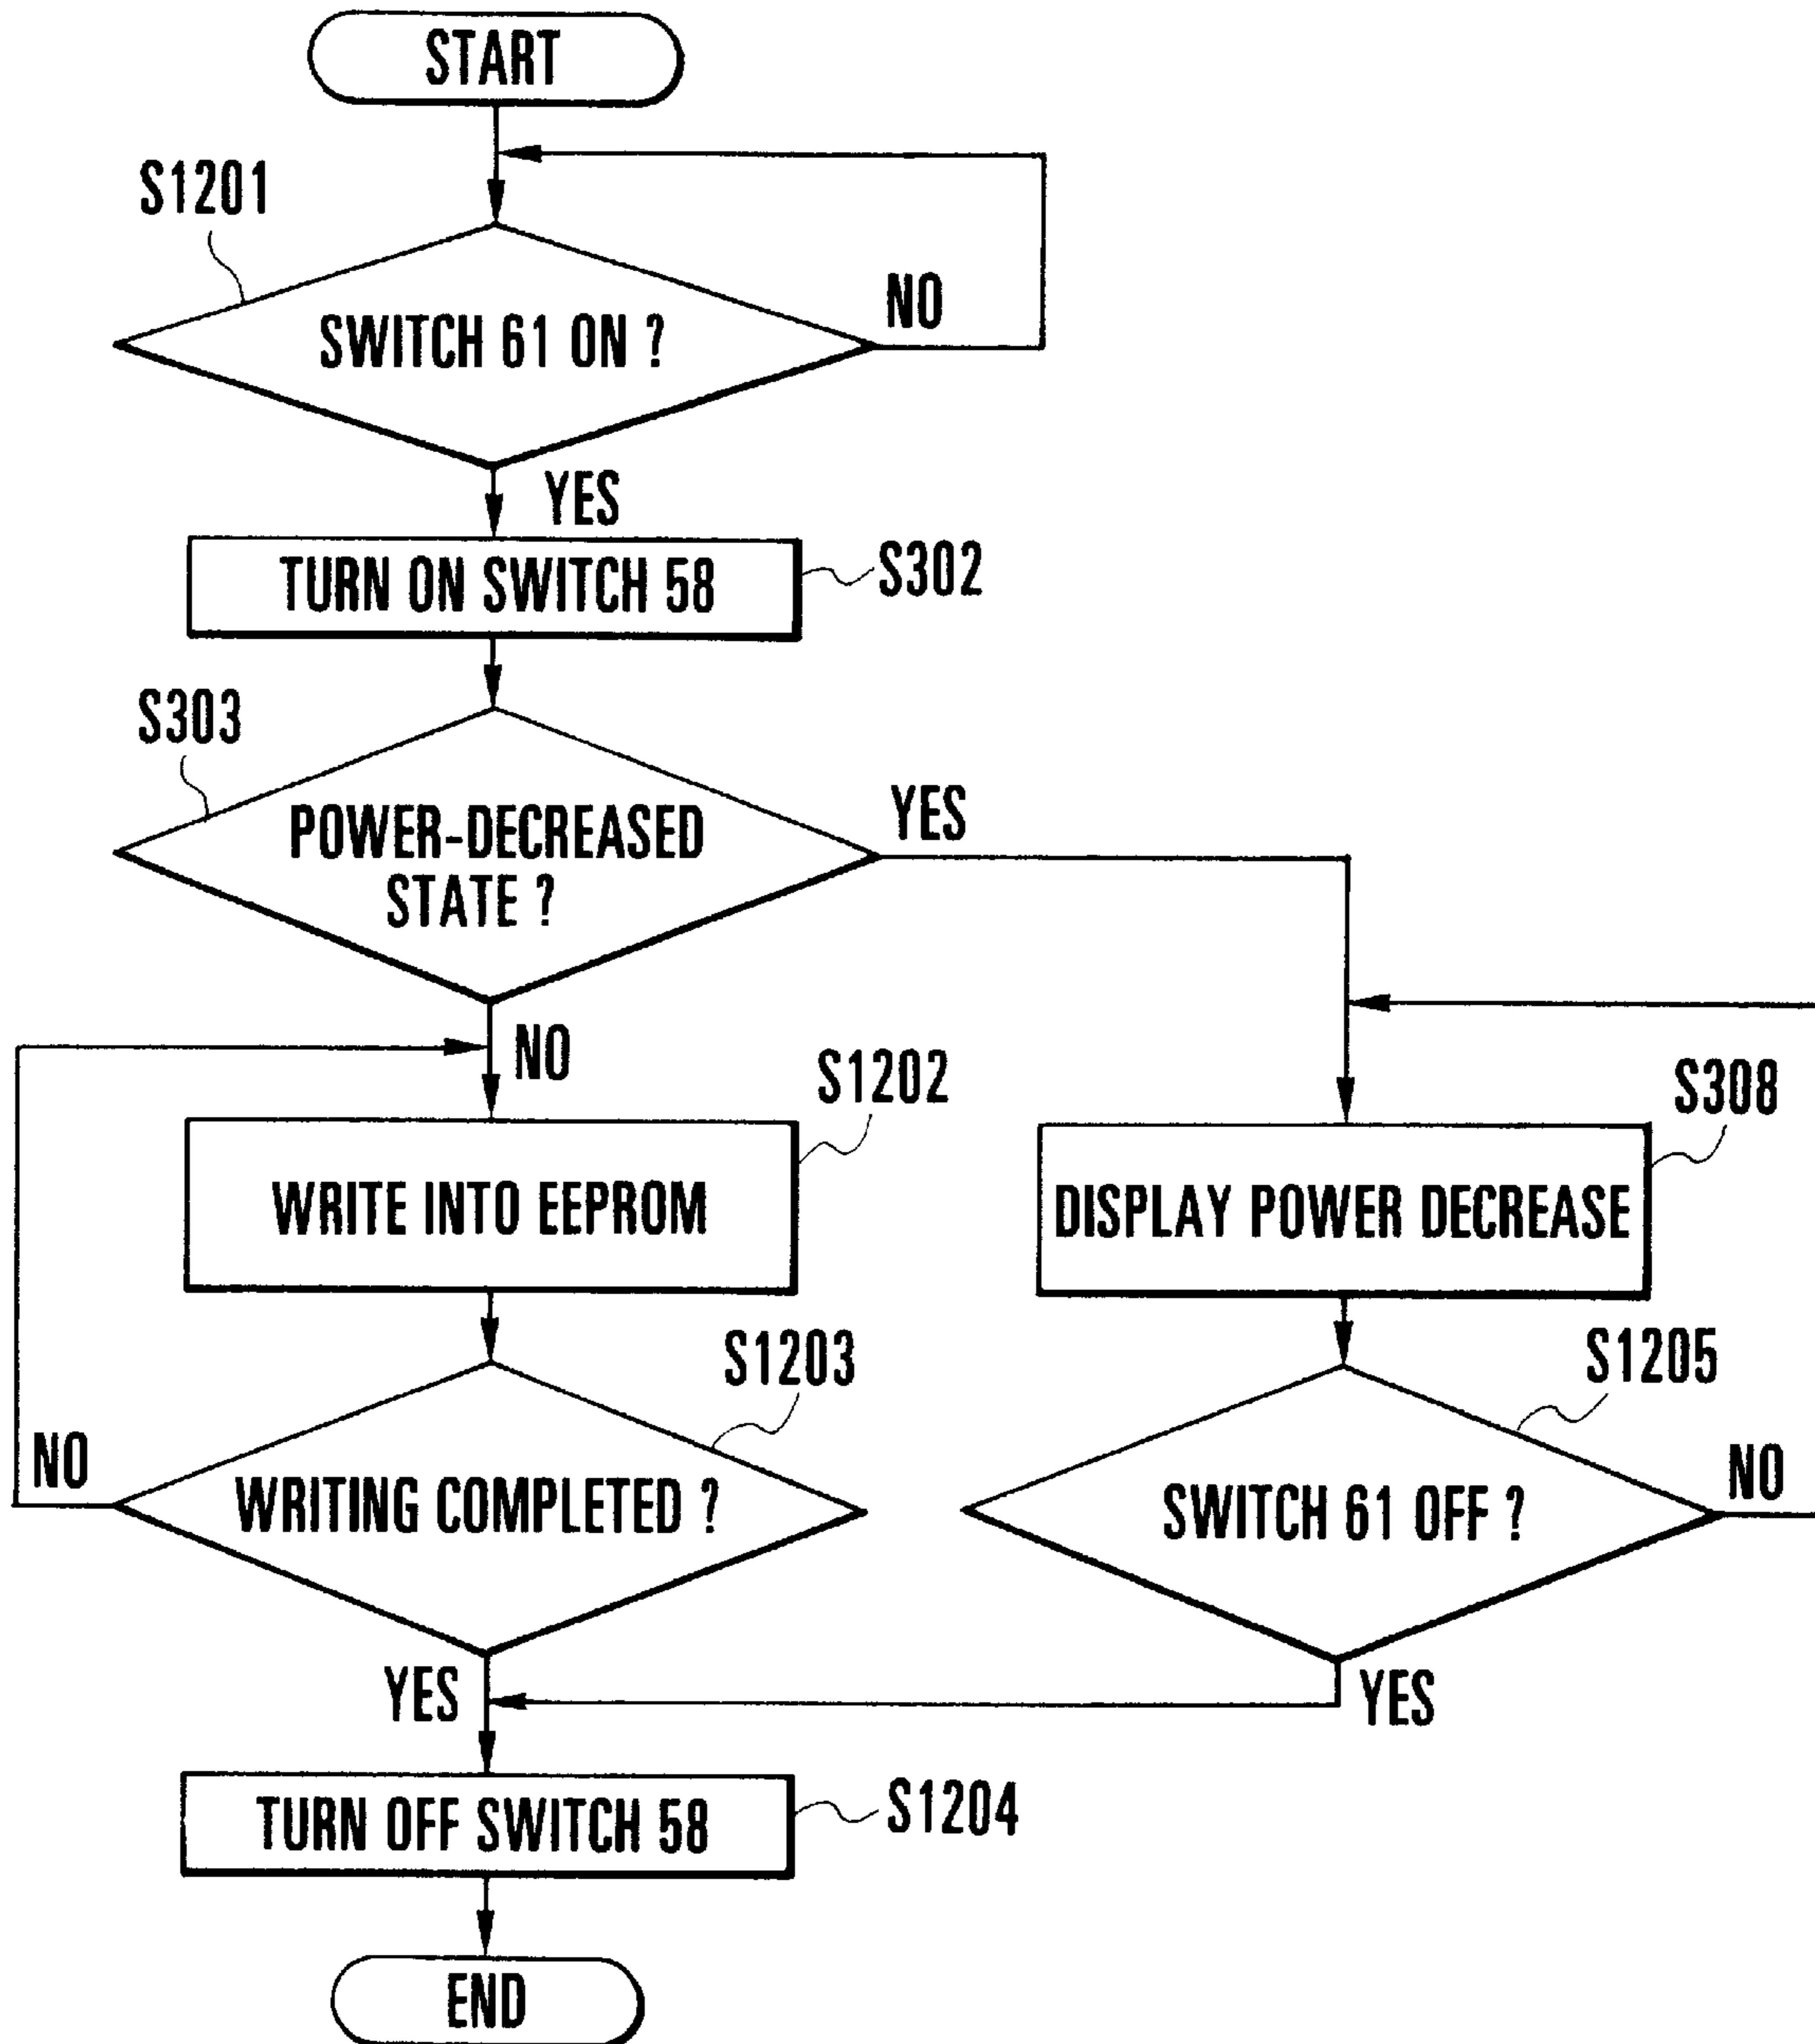 START
S1201
NO
SWITCH 61 ON ?
YES
TURN ON SWITCH 58
S302
S303
YES
POWER-DECREASED
STATE ?
NO
S1202
S308
WRITE INTO EEPROM
DISPLAY POWER DECREASE
S1203
S1205
NO
WRITING COMPLETED ?
SWITCH 61 OFF ?
NO
YES
YES
TURN OFF SWITCH 58
S1204
END